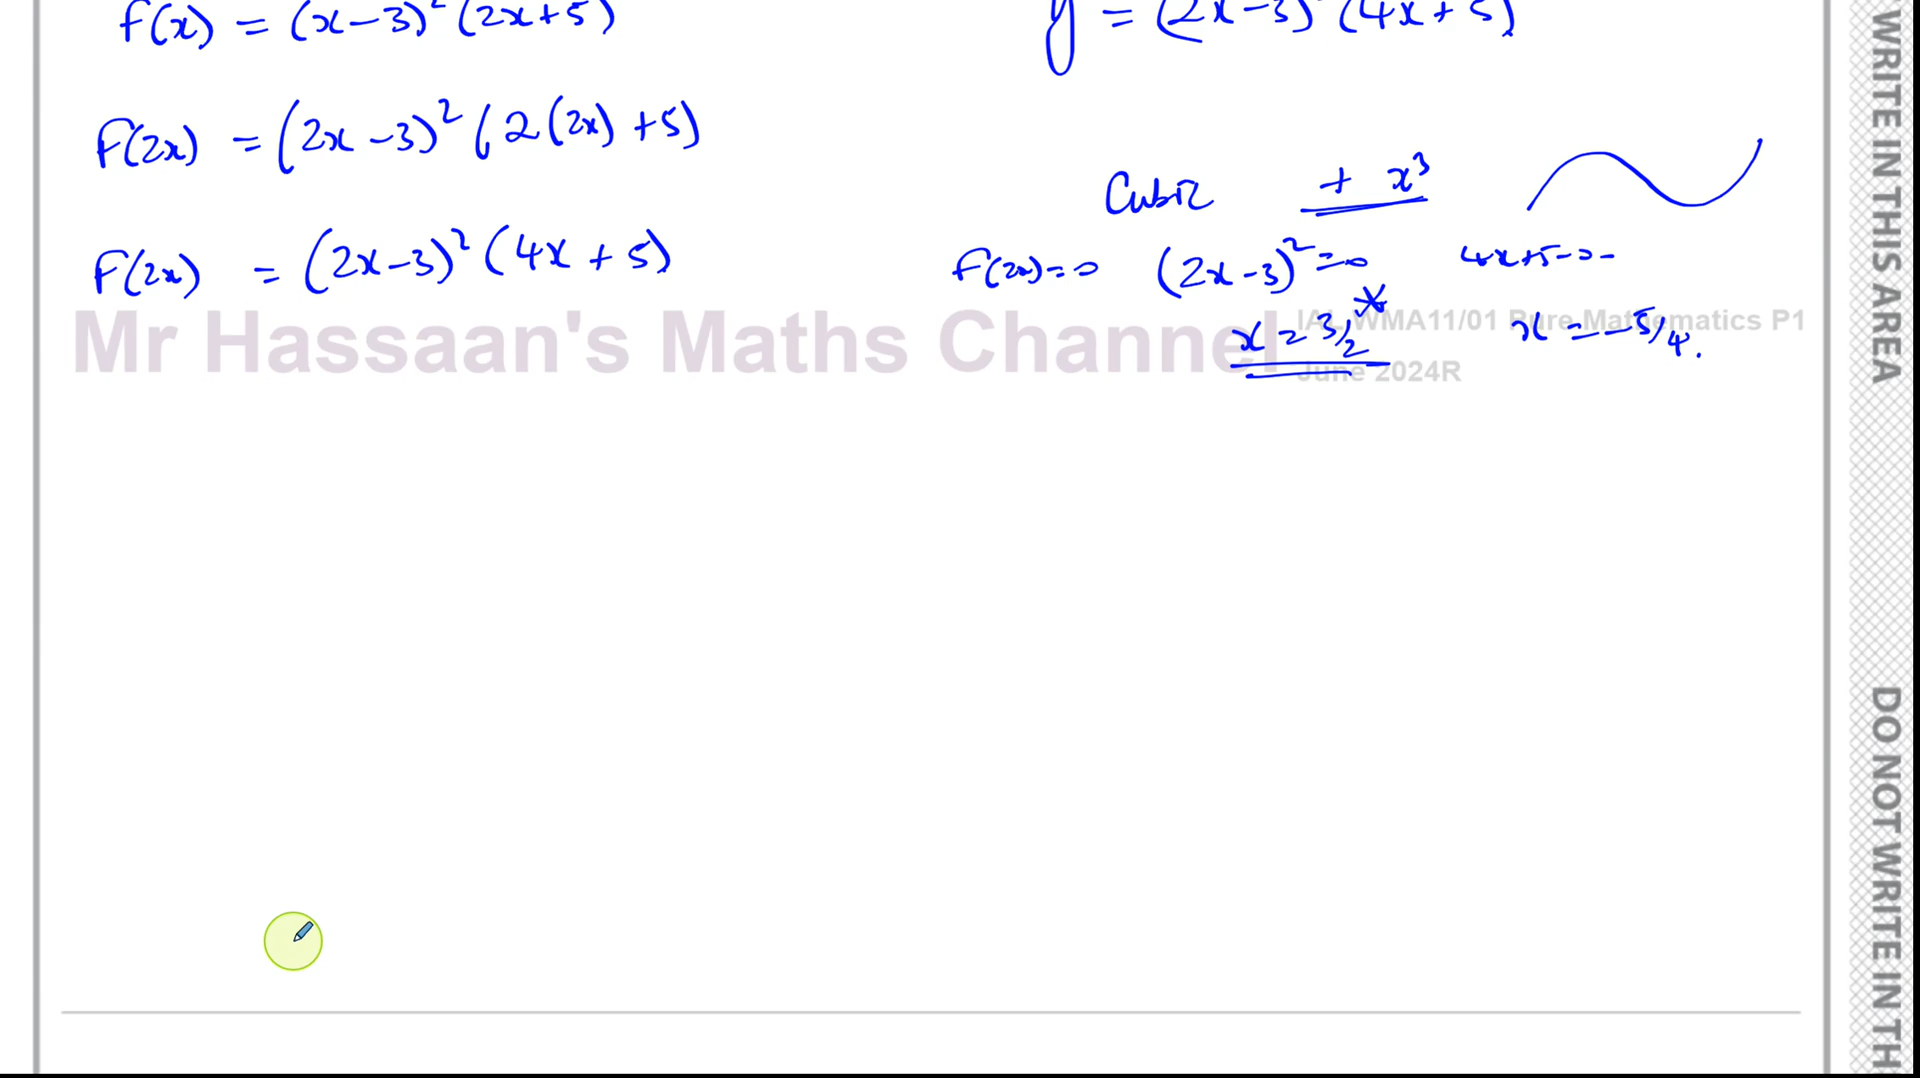 f(x) = (x-3)² (2x+5)
y = (2x-3)² (4x+5)
f(2x) = (2x-3)² (2(2x)+5)
Cubic + x³
f(2x) = (2x-3)² (4x+5)
f(2x)=0 (2x-3)²=0 4x+5=0
x = 3/2 * x = -5/4.
Mr Hassaan's Maths Channel
IAL WMA11/01 Pure Mathematics P1
June 2024R
WRITE IN THIS AREA
DO NOT WRITE IN TH